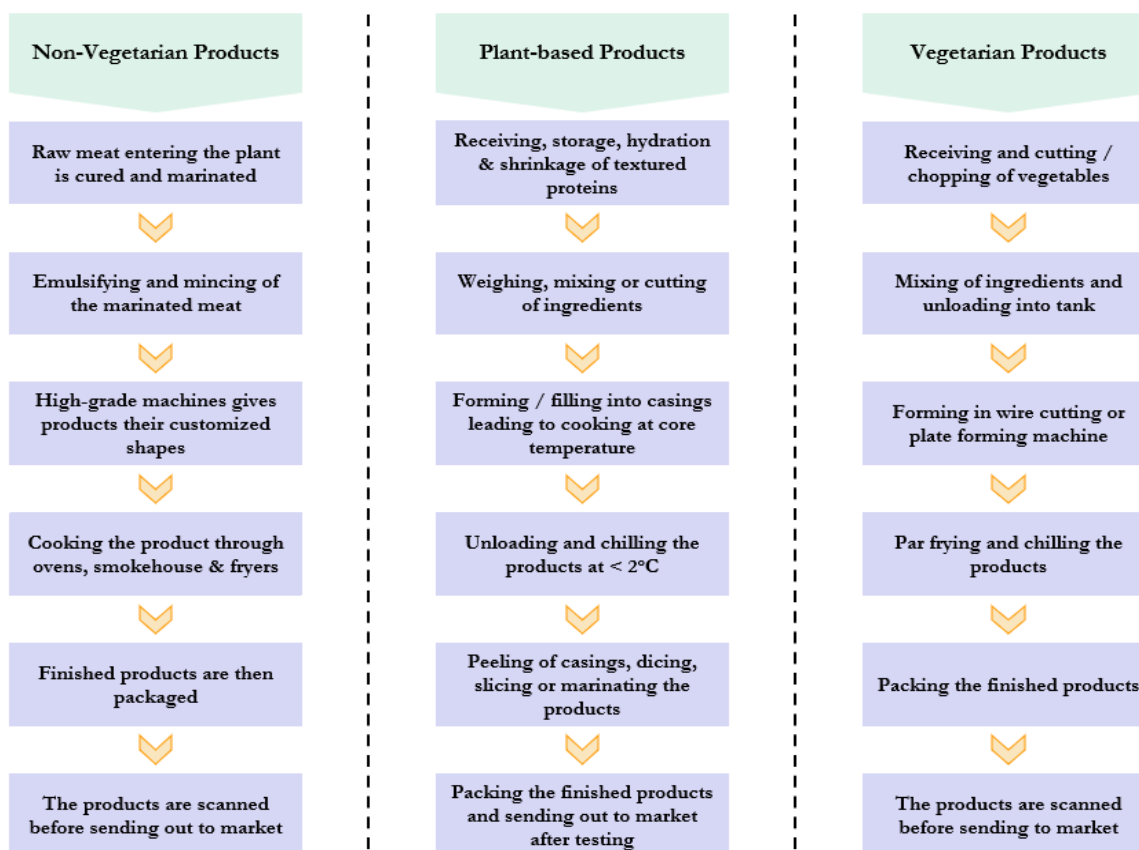 Non-Vegetarian Products
Raw meat entering the plant
is cured and marinated
Emulsifying and mincing of
the marinated meat
High-grade machines gives
products their customized
shapes
Cooking the product through
ovens, smokehouse & fryers
Finished products are then
packaged
The products are scanned
before sending out to market
Plant-based Products
Receiving, storage, hydration
& shrinkage of textured
proteins
Weighing, mixing or cutting
of ingredients
Forming / filling into casings
leading to cooking at core
temperature
Unloading and chilling the
products at < 2°C
Peeling of casings, dicing,
slicing or marinating the
products
Packing the finished products
and sending out to market
after testing
Vegetarian Products
Receiving and cutting /
chopping of vegetables
Mixing of ingredients and
unloading into tank
Forming in wire cutting or
plate forming machine
Par frying and chilling the
products
Packing the finished products
The products are scanned
before sending to market